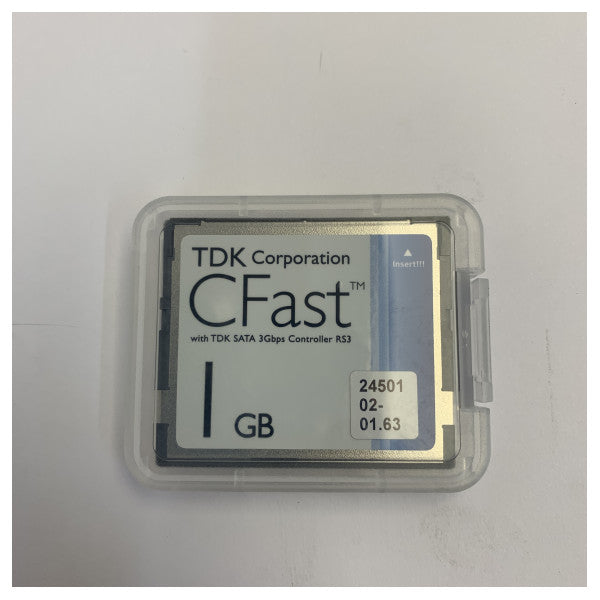 TDK Corporation
CFast™
with TDK SATA 3Gbps Controller RS3
1 GB
▲
Insert!!!
24501
02-
01.63